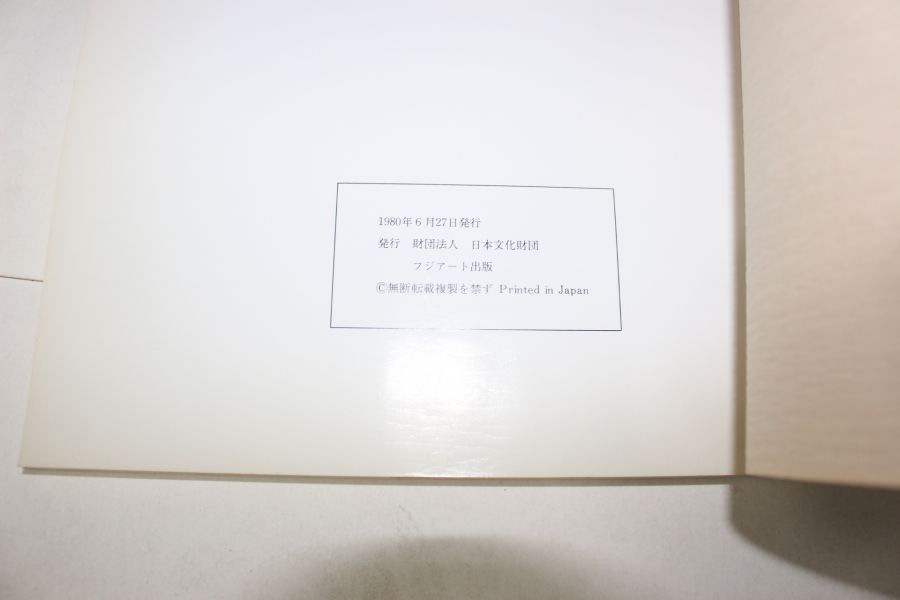 1980年6月27日発行
発行　財団法人　日本文化財団
フジアート出版
Ⓒ無断転載複製を禁ず Printed in Japan